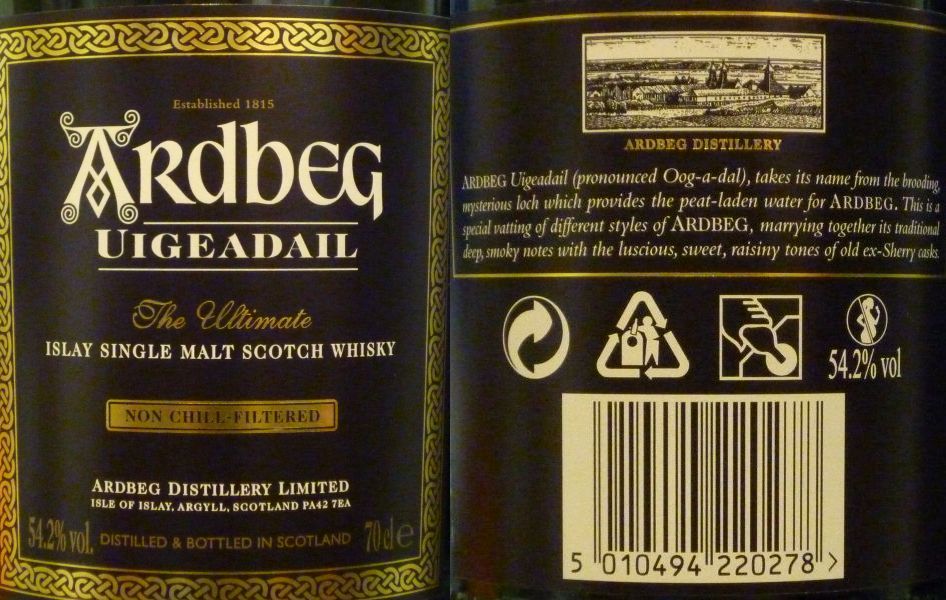 Established 1815
ARDBEG
UIGEADAIL
The Ultimate
ISLAY SINGLE MALT SCOTCH WHISKY
NON CHILL-FILTERED
ARDBEG DISTILLERY LIMITED
ISLE OF ISLAY, ARGYLL, SCOTLAND PA42 7EA
54.2% vol. DISTILLED & BOTTLED IN SCOTLAND 70cl e
ARDBEG DISTILLERY
ARDBEG Uigeadail (pronounced Oog-a-dal), takes its name from the brooding,
mysterious loch which provides the peat-laden water for ARDBEG. This is a
special vatting of different styles of ARDBEG, marrying together its traditional
deep, smoky notes with the luscious, sweet, raisiny tones of old ex-Sherry casks.
54.2% vol
5 010494 220278 >